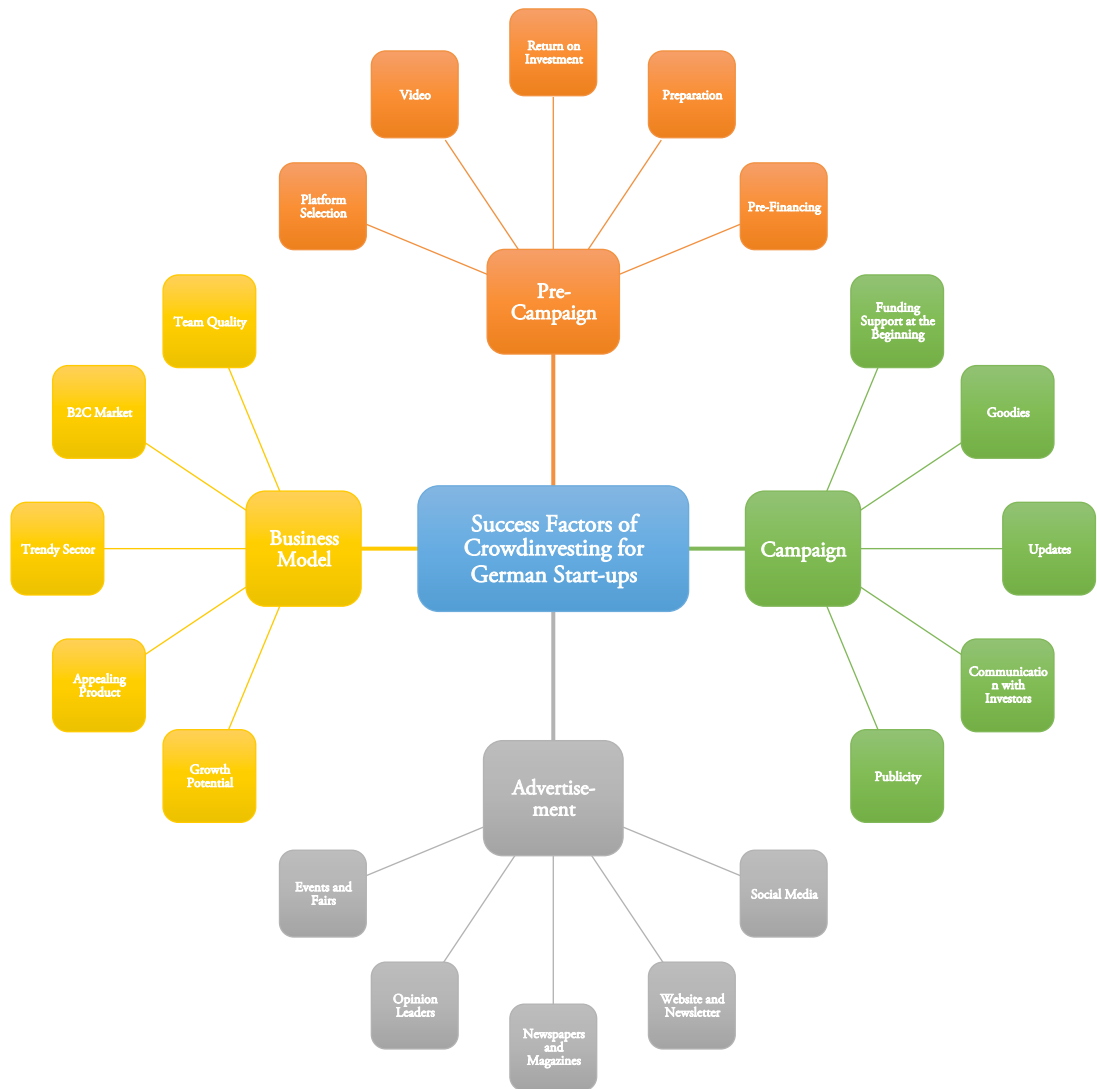 Return on
Investment
Video
Preparation
Platform
Selection
Pre-Financing
Pre-
Campaign
Team Quality
Funding
Support at the
Beginning
B2C Market
Goodies
Trendy Sector
Business
Model
Success Factors of
Crowdinvesting for
German Start-ups
Campaign
Updates
Appealing
Product
Communicatio
n with
Investors
Growth
Potential
Publicity
Advertise-
ment
Events and
Fairs
Social Media
Opinion
Leaders
Website and
Newsletter
Newspapers
and
Magazines